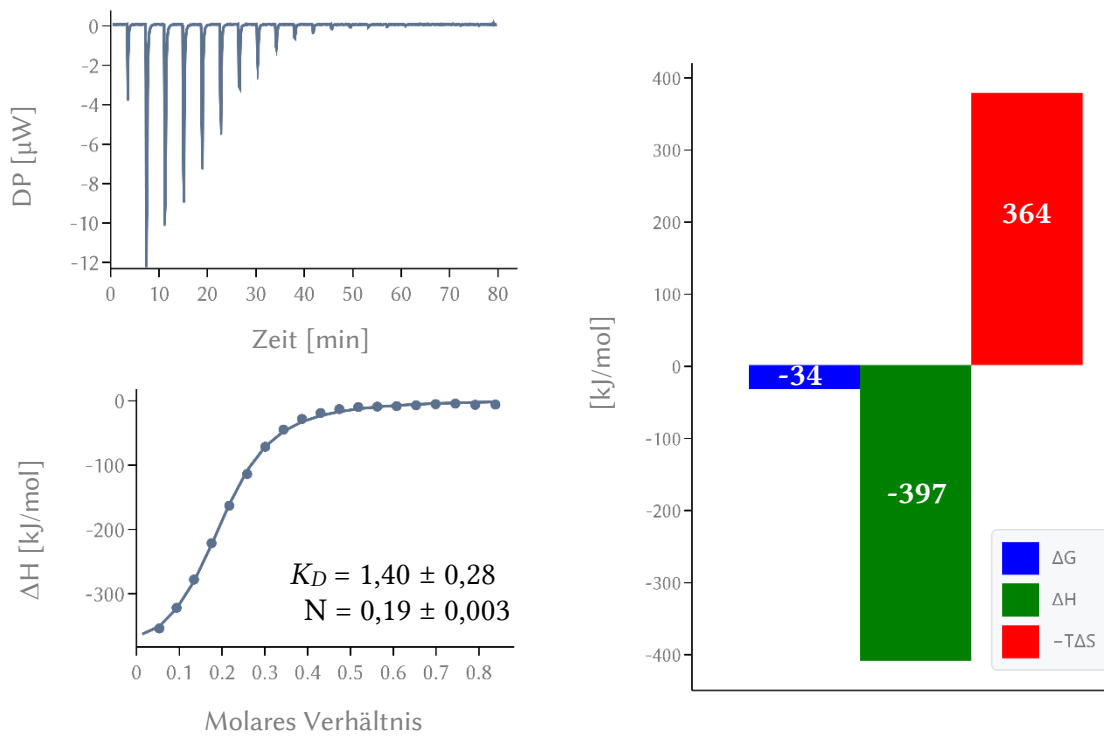 0
-2
-4
-6
-8
-10
-12
DP [µW]
0 10 20 30 40 50 60 70 80
Zeit [min]
0
-100
-200
-300
ΔH [kJ/mol]
K_D = 1,40 ± 0,28
N = 0,19 ± 0,003
0 0.1 0.2 0.3 0.4 0.5 0.6 0.7 0.8
Molares Verhältnis
400
300
200
100
0
-100
-200
-300
-400
[kJ/mol]
364
-34
-397
ΔG
ΔH
−TΔS